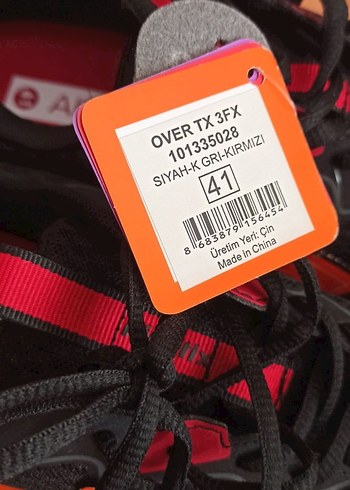 OVER TX 3FX
101335028
SIYAH-K GRI-KIRMIZI
41
8 683879 156454
Üretim Yeri: Çin
Made in China